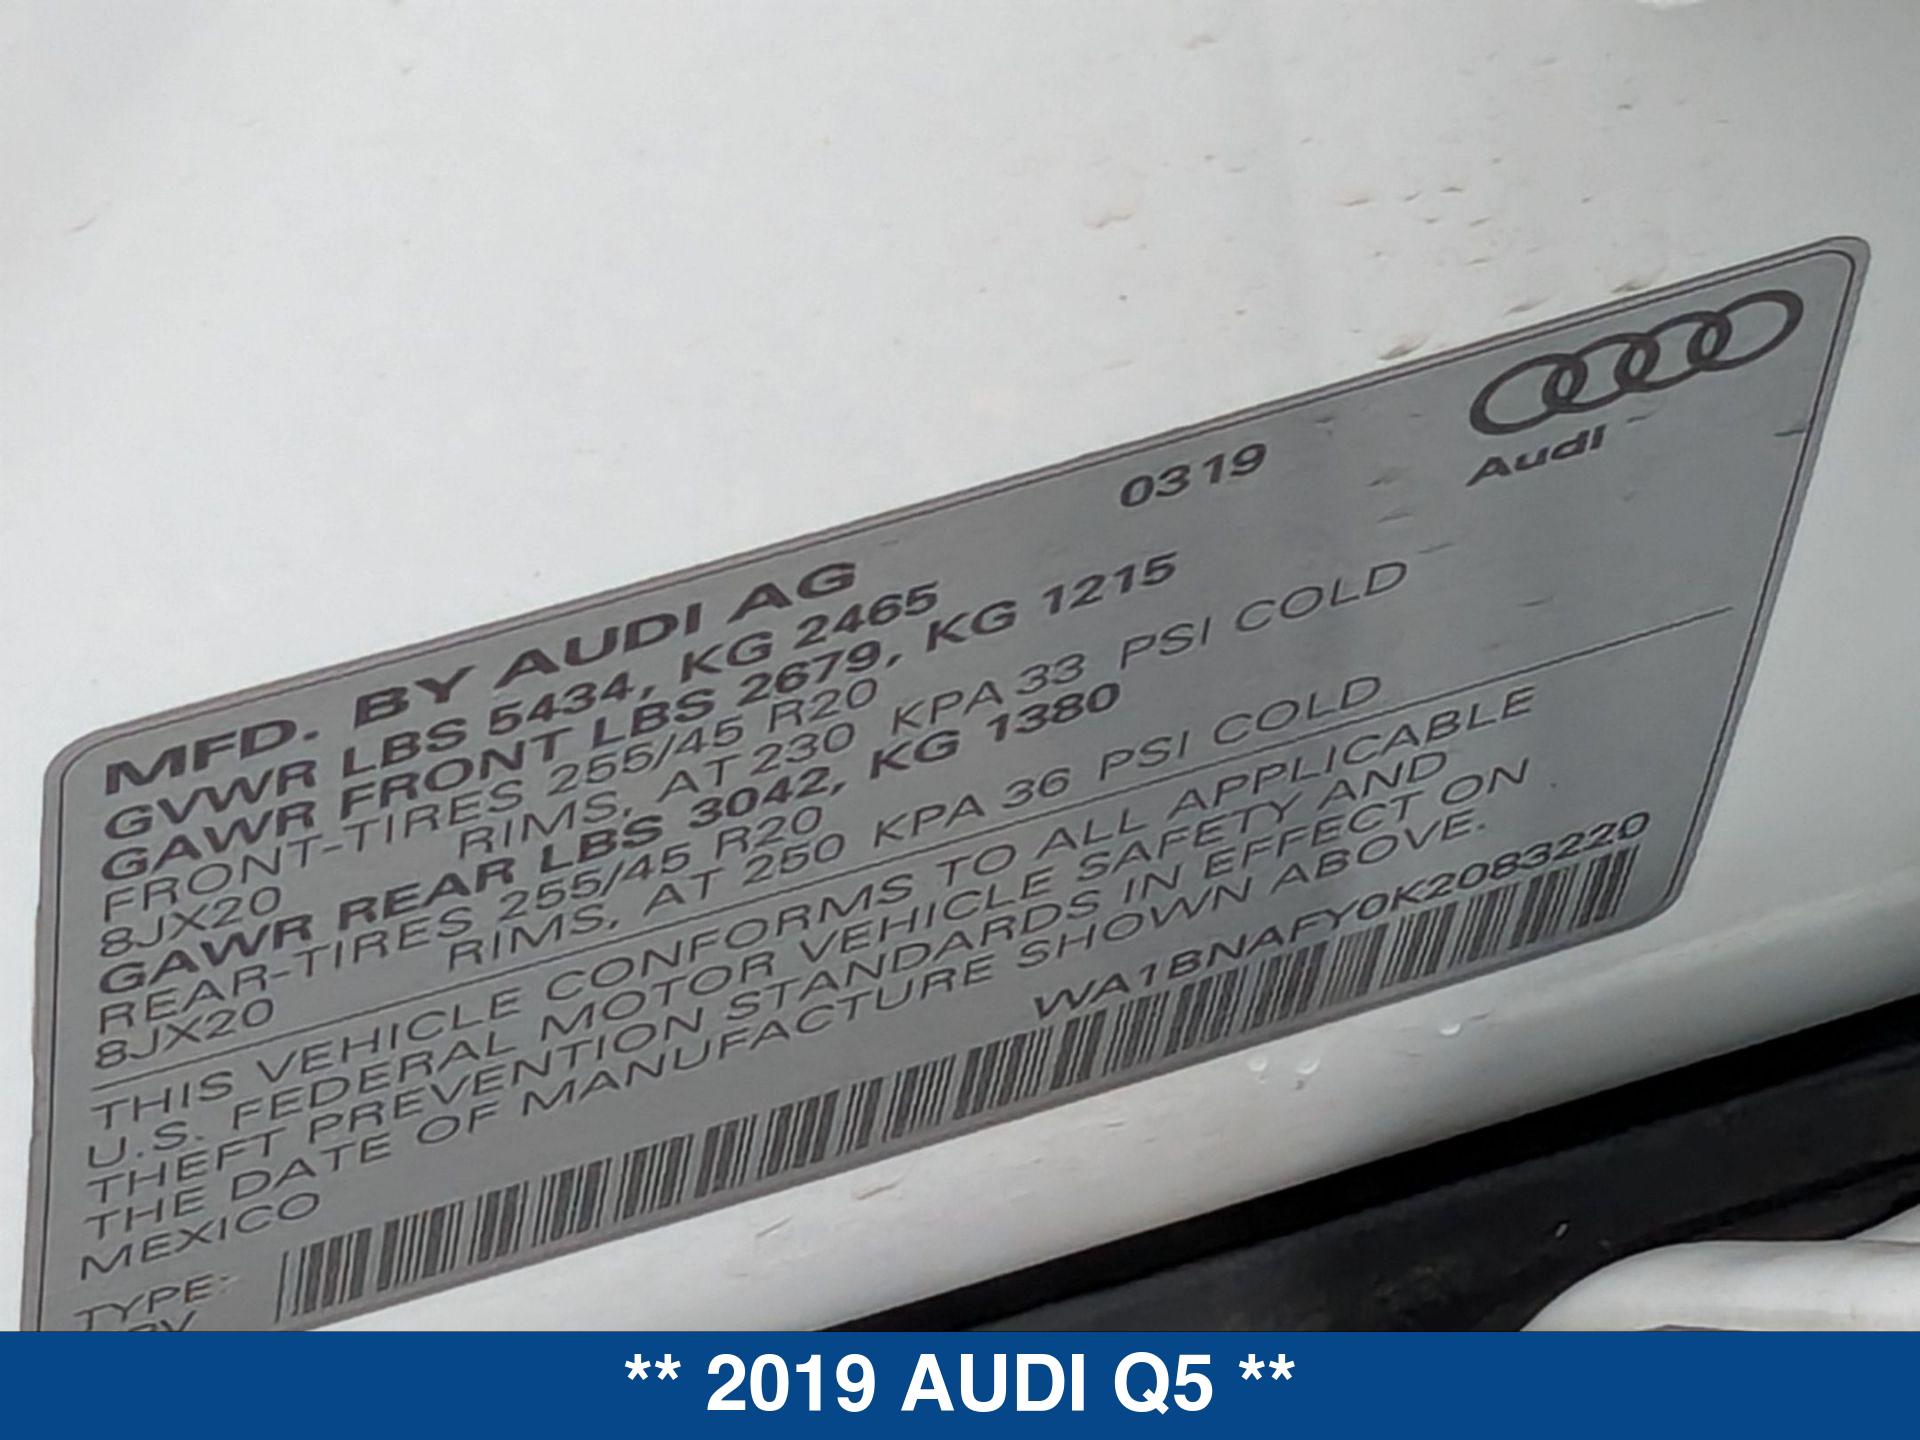 Audi
MFD. BY AUDI AG 0319
GVWR LBS 5434, KG 2465
GAWR FRONT LBS 2679, KG 1215
FRONT-TIRES 255/45 R20
8JX20 RIMS, AT 230 KPA 33 PSI COLD
GAWR REAR LBS 3042, KG 1380
REAR-TIRES 255/45 R20
8JX20 RIMS, AT 250 KPA 36 PSI COLD
THIS VEHICLE CONFORMS TO ALL APPLICABLE
U.S. FEDERAL MOTOR VEHICLE SAFETY AND
THEFT PREVENTION STANDARDS IN EFFECT ON
THE DATE OF MANUFACTURE SHOWN ABOVE.
MEXICO
WA1BNAFY0K2083220
TYPE:
** 2019 AUDI Q5 **